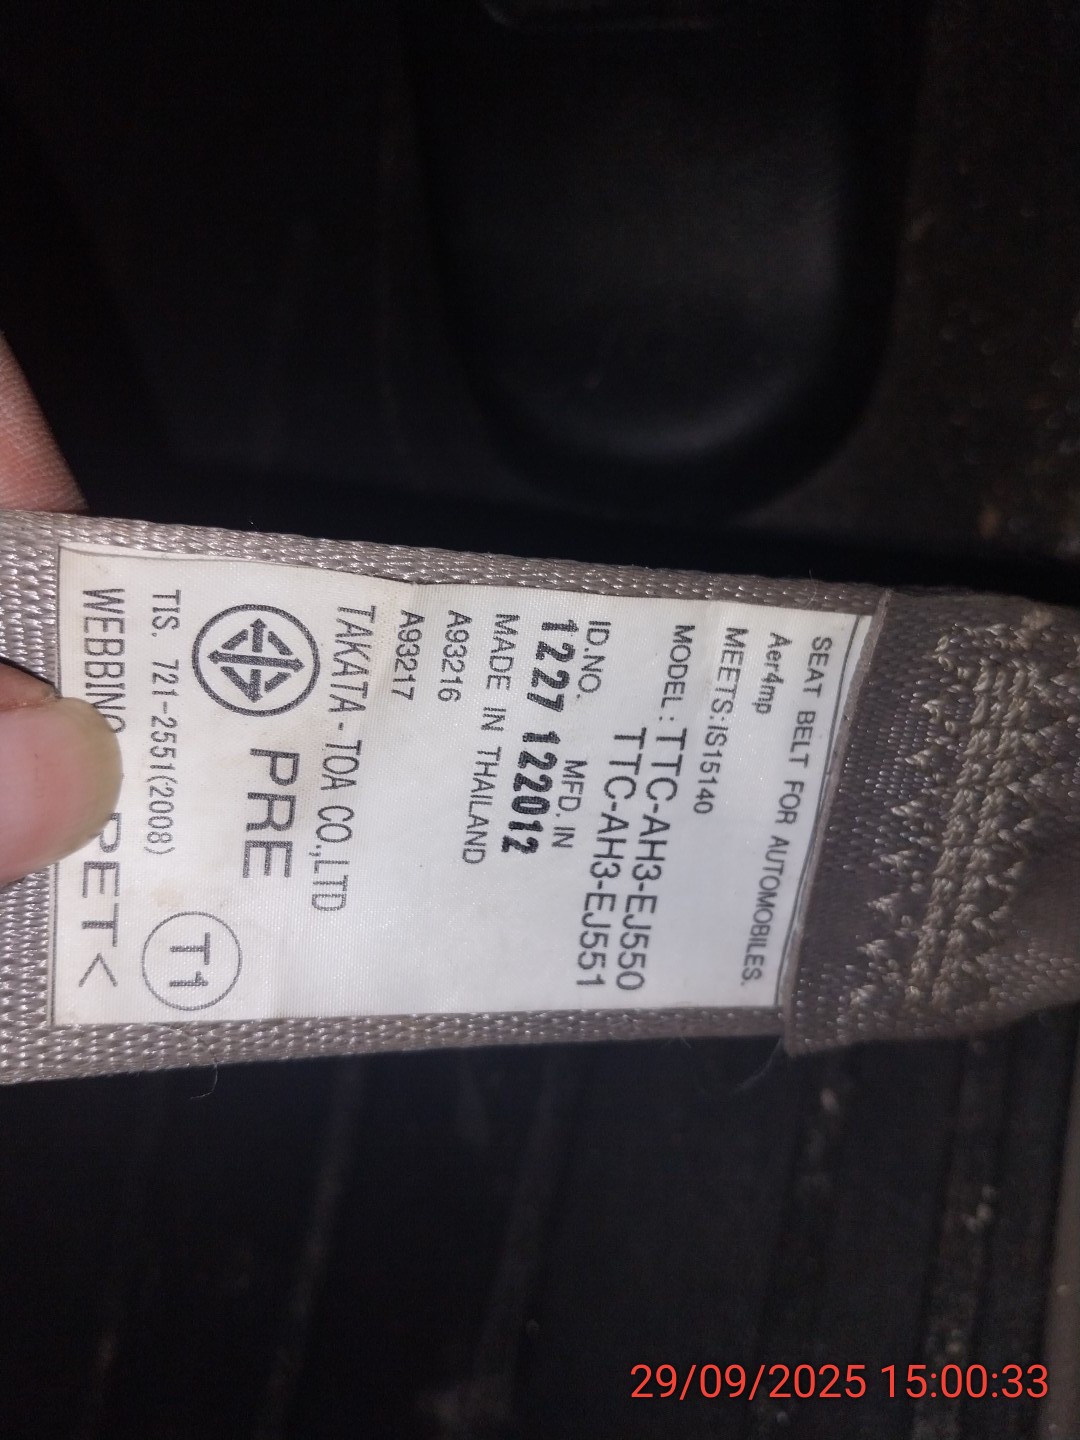 SEAT BELT FOR AUTOMOBILES.
Aer4mp
MEETS:IS15140
MODEL : TTC-AH3-EJ550
TTC-AH3-EJ551
ID.NO. MFD. IN
1227 122012
MADE IN THAILAND
A93216
A93217
TAKATA-TOA CO.,LTD
PRE
TIS. 721-2551(2008) T1
WEBBING PET<
29/09/2025 15:00:33